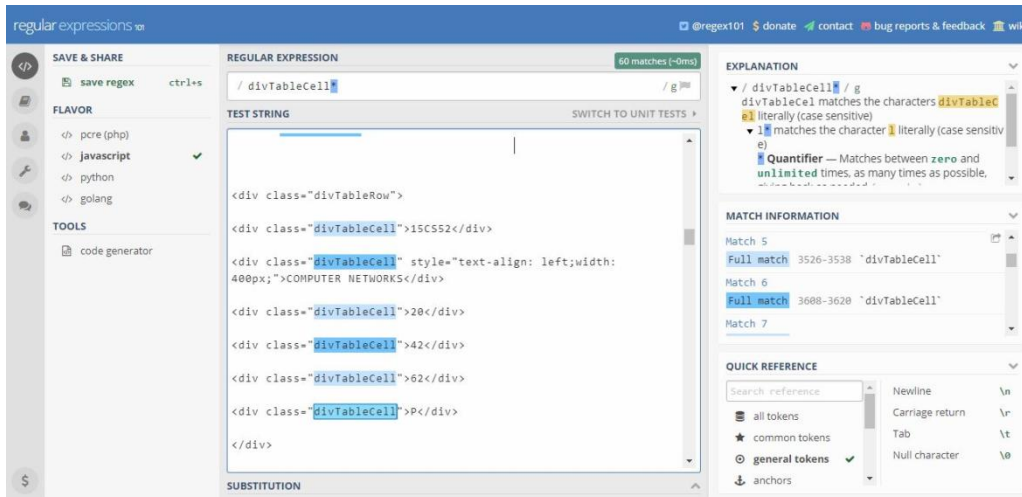 regular expressions 101
@regex101 $ donate contact bug reports & feedback wik
SAVE & SHARE
save regex ctrl+s
FLAVOR
</> pcre (php)
</> javascript
</> python
</> golang
TOOLS
code generator
$
REGULAR EXPRESSION
60 matches (~0ms)
/ divTableCell* / g
TEST STRING
SWITCH TO UNIT TESTS
<div class="divTableRow">
<div class="divTableCell">15CS52</div>
<div class="divTableCell" style="text-align: left;width:
400px;">COMPUTER NETWORKS</div>
<div class="divTableCell">20</div>
<div class="divTableCell">42</div>
<div class="divTableCell">62</div>
<div class="divTableCell">P</div>
</div>
SUBSTITUTION
EXPLANATION
/ divTableCell* / g
divTableCel matches the characters divTableC
el literally (case sensitive)
l* matches the character l literally (case sensitiv
e)
* Quantifier — Matches between zero and
unlimited times, as many times as possible,
MATCH INFORMATION
Match 5
Full match 3526-3538 `divTableCell`
Match 6
Full match 3608-3620 `divTableCell`
Match 7
QUICK REFERENCE
Search reference
all tokens
common tokens
general tokens
anchors
Newline \n
Carriage return \r
Tab \t
Null character \0